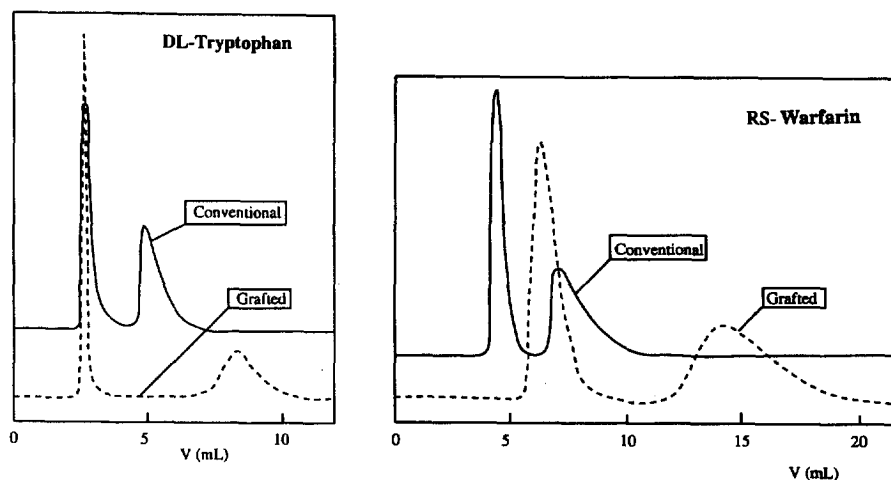 DL-Tryptophan
Conventional
Grafted
0 5 10
V (mL)
RS- Warfarin
Conventional
Grafted
0 5 10 15 20
V (mL)